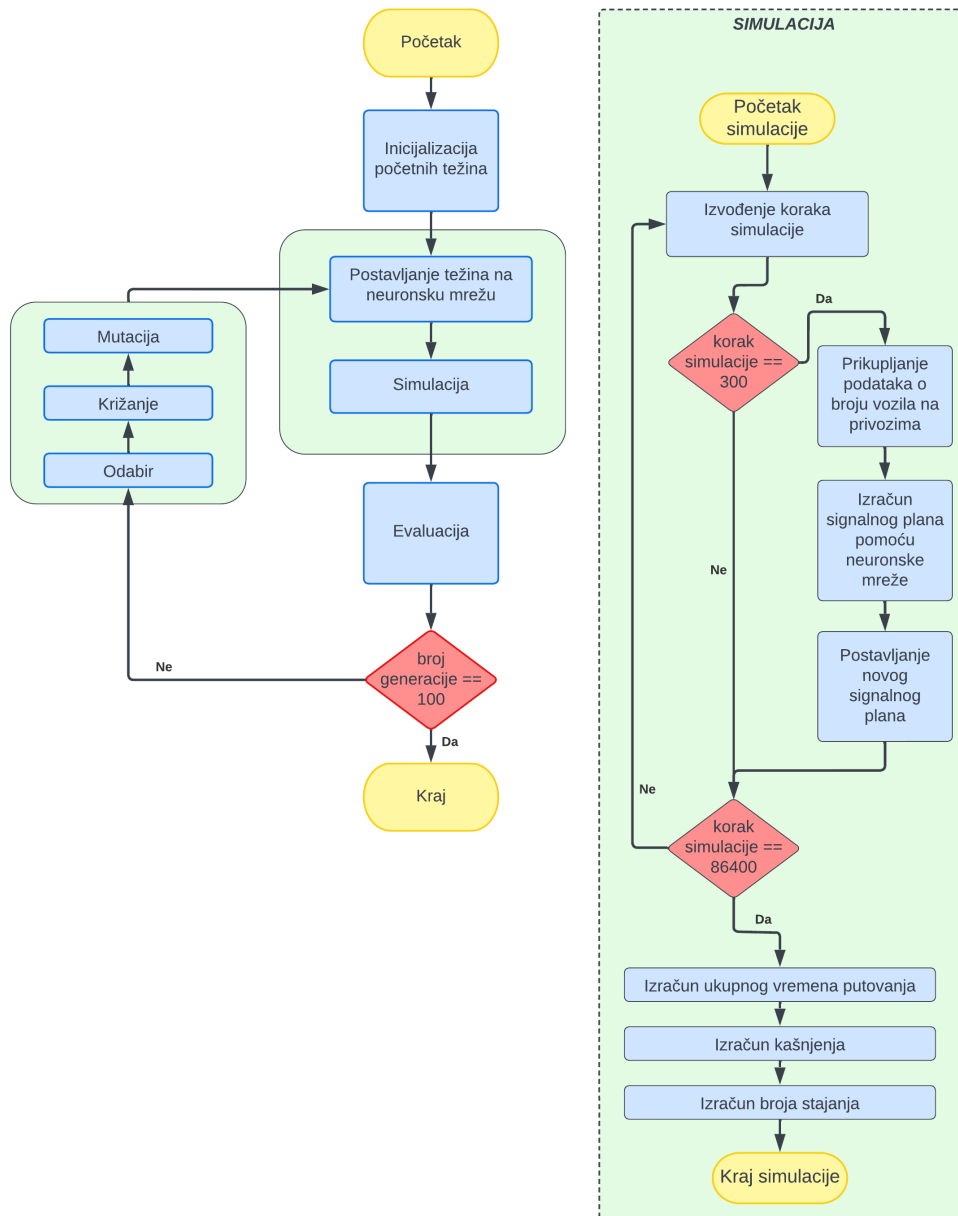 Početak
Inicijalizacija
početnih težina
Postavljanje težina na
neuronsku mrežu
Simulacija
Mutacija
Križanje
Odabir
Evaluacija
broj
generacije ==
100
Ne
Da
Kraj
SIMULACIJA
Početak
simulacije
Izvođenje koraka
simulacije
korak
simulacije ==
300
Da
Prikupljanje
podataka o
broju vozila na
privozima
Izračun
signalnog plana
pomoću
neuronske
mreže
Ne
Postavljanje
novog
signalnog
plana
Ne
korak
simulacije ==
86400
Da
Izračun ukupnog vremena putovanja
Izračun kašnjenja
Izračun broja stajanja
Kraj simulacije